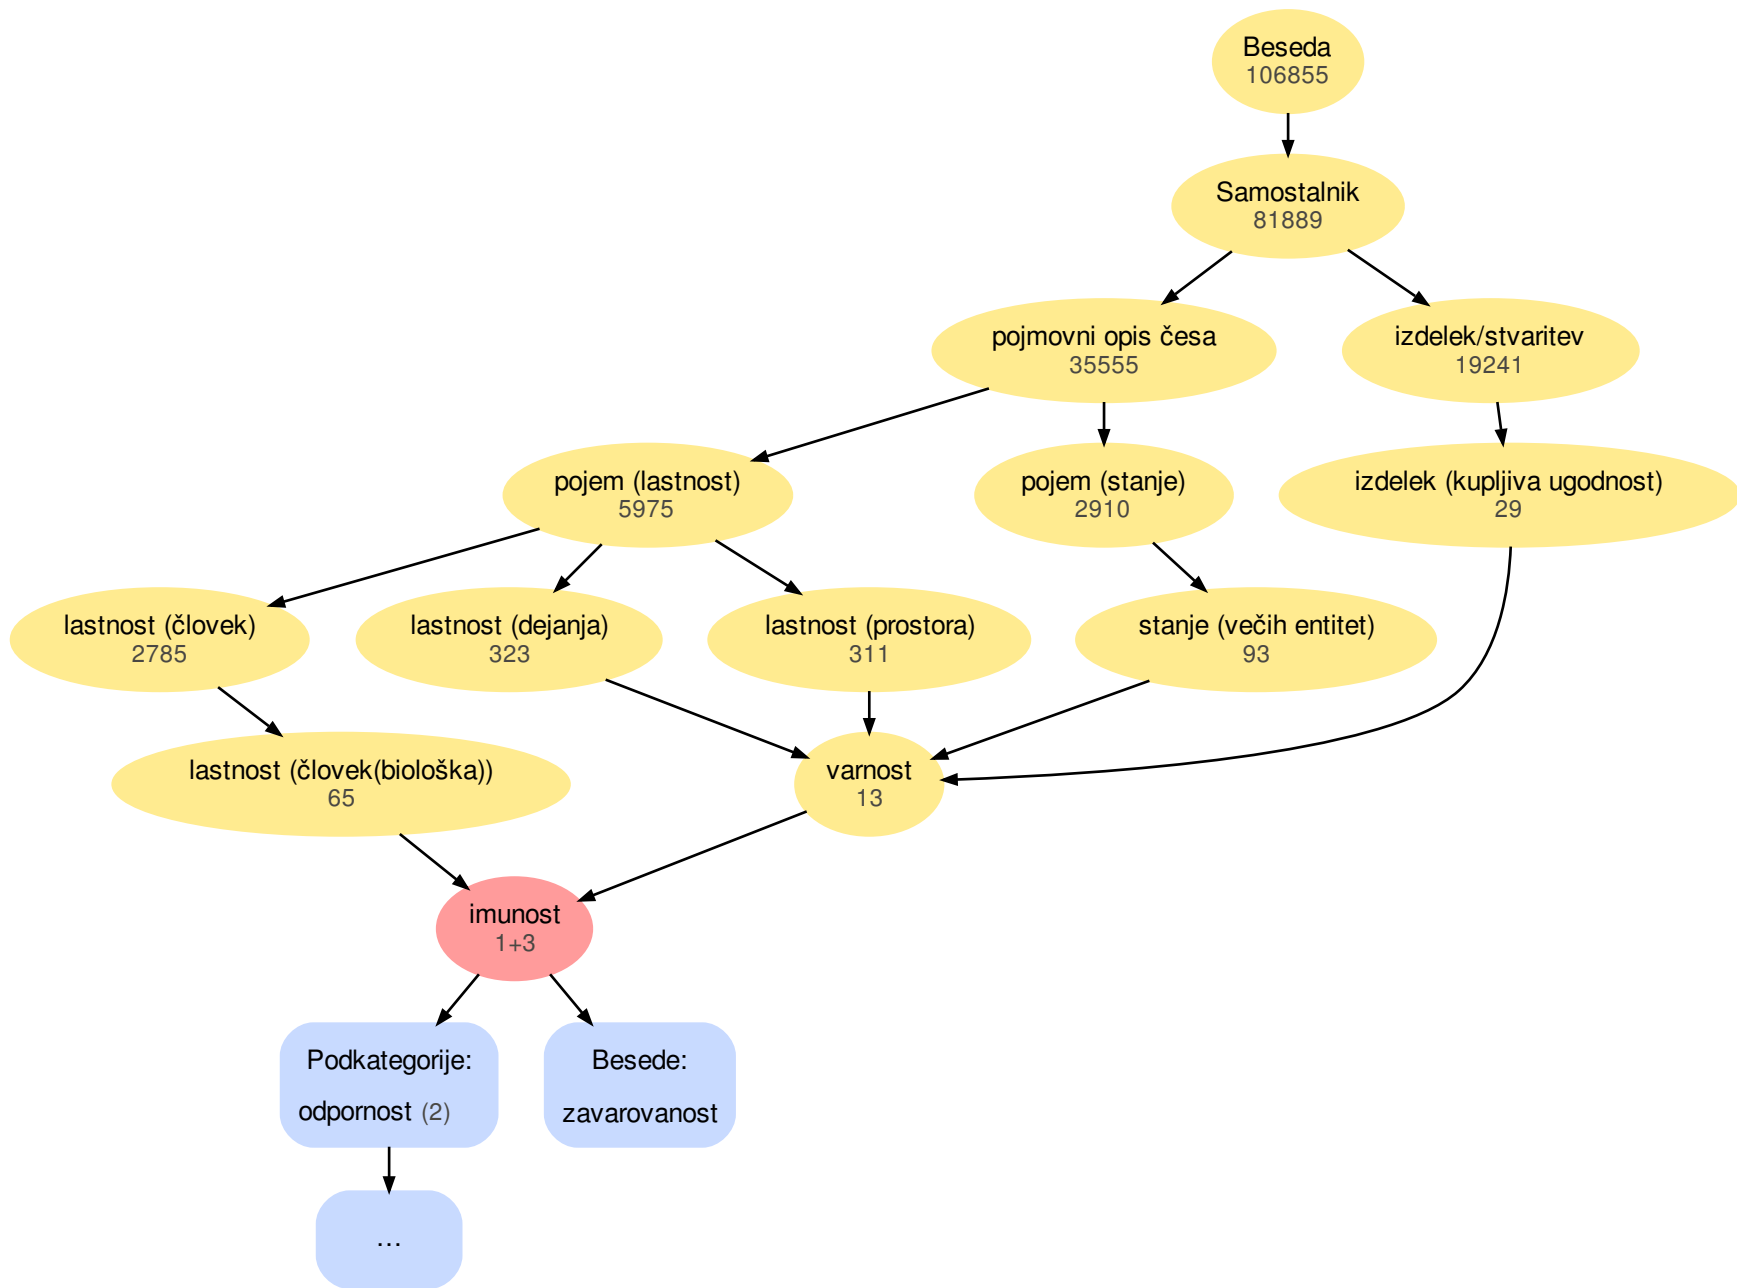 Beseda
106855
Samostalnik
81889
pojmovni opis česa
35555
izdelek/stvaritev
19241
pojem (lastnost)
5975
pojem (stanje)
2910
izdelek (kupljiva ugodnost)
29
lastnost (človek)
2785
lastnost (dejanja)
323
lastnost (prostora)
311
stanje (večih entitet)
93
lastnost (človek(biološka))
65
varnost
13
imunost
1+3
Podkategorije:
odpornost (2)
Besede:
zavarovanost
...